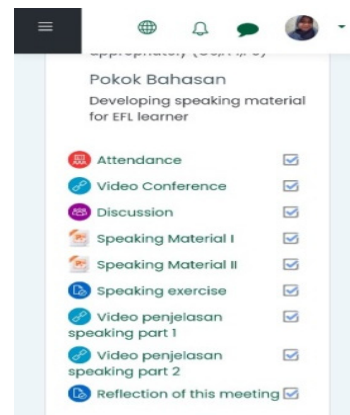 Pokok Bahasan
Developing speaking material
for EFL learner
Attendance
Video Conference
Discussion
Speaking Material I
Speaking Material II
Speaking exercise
Video penjelasan
speaking part 1
Video penjelasan
speaking part 2
Reflection of this meeting